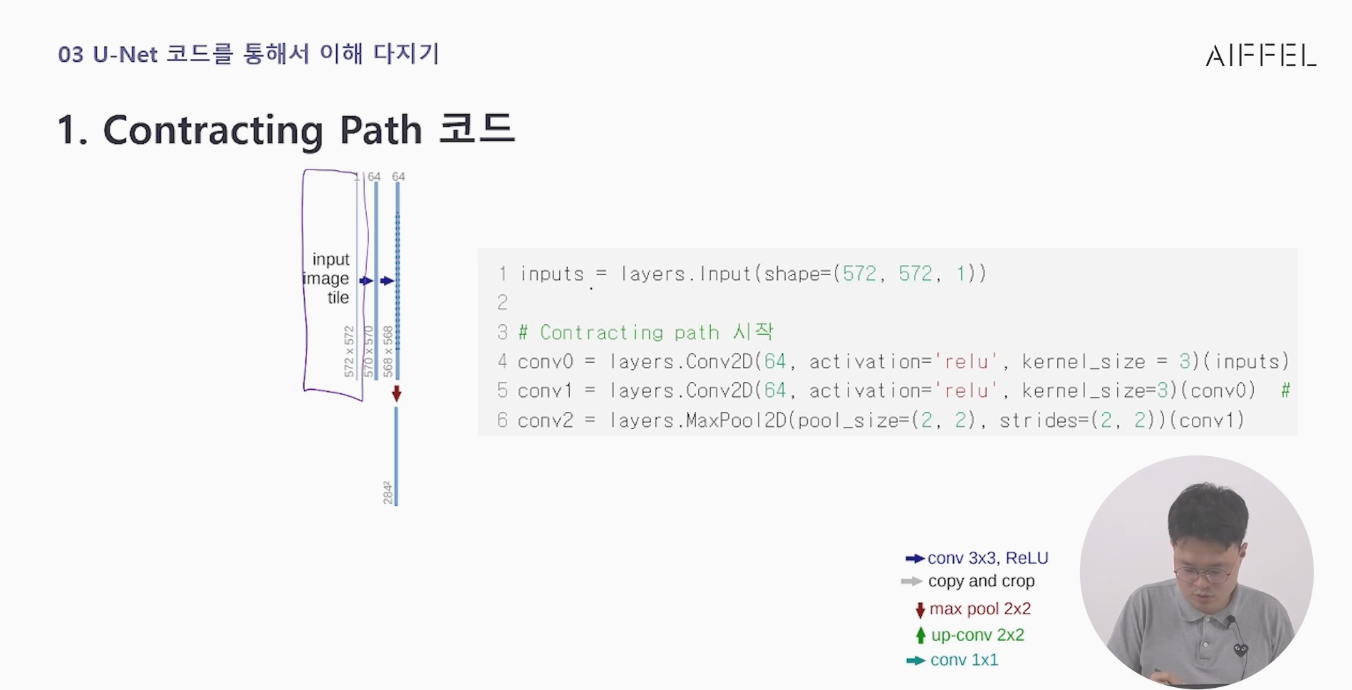 03 U-Net 코드를 통해서 이해 다지기
AIFFEL
1. Contracting Path 코드
1 64 64
input
image
tile
572 x 572
570 x 570
568 x 568
284²
1 inputs = layers.Input(shape=(572, 572, 1))
2
3 # Contracting path 시작
4 conv0 = layers.Conv2D(64, activation='relu', kernel_size = 3)(inputs)
5 conv1 = layers.Conv2D(64, activation='relu', kernel_size=3)(conv0) #
6 conv2 = layers.MaxPool2D(pool_size=(2, 2), strides=(2, 2))(conv1)
conv 3x3, ReLU
copy and crop
max pool 2x2
up-conv 2x2
conv 1x1